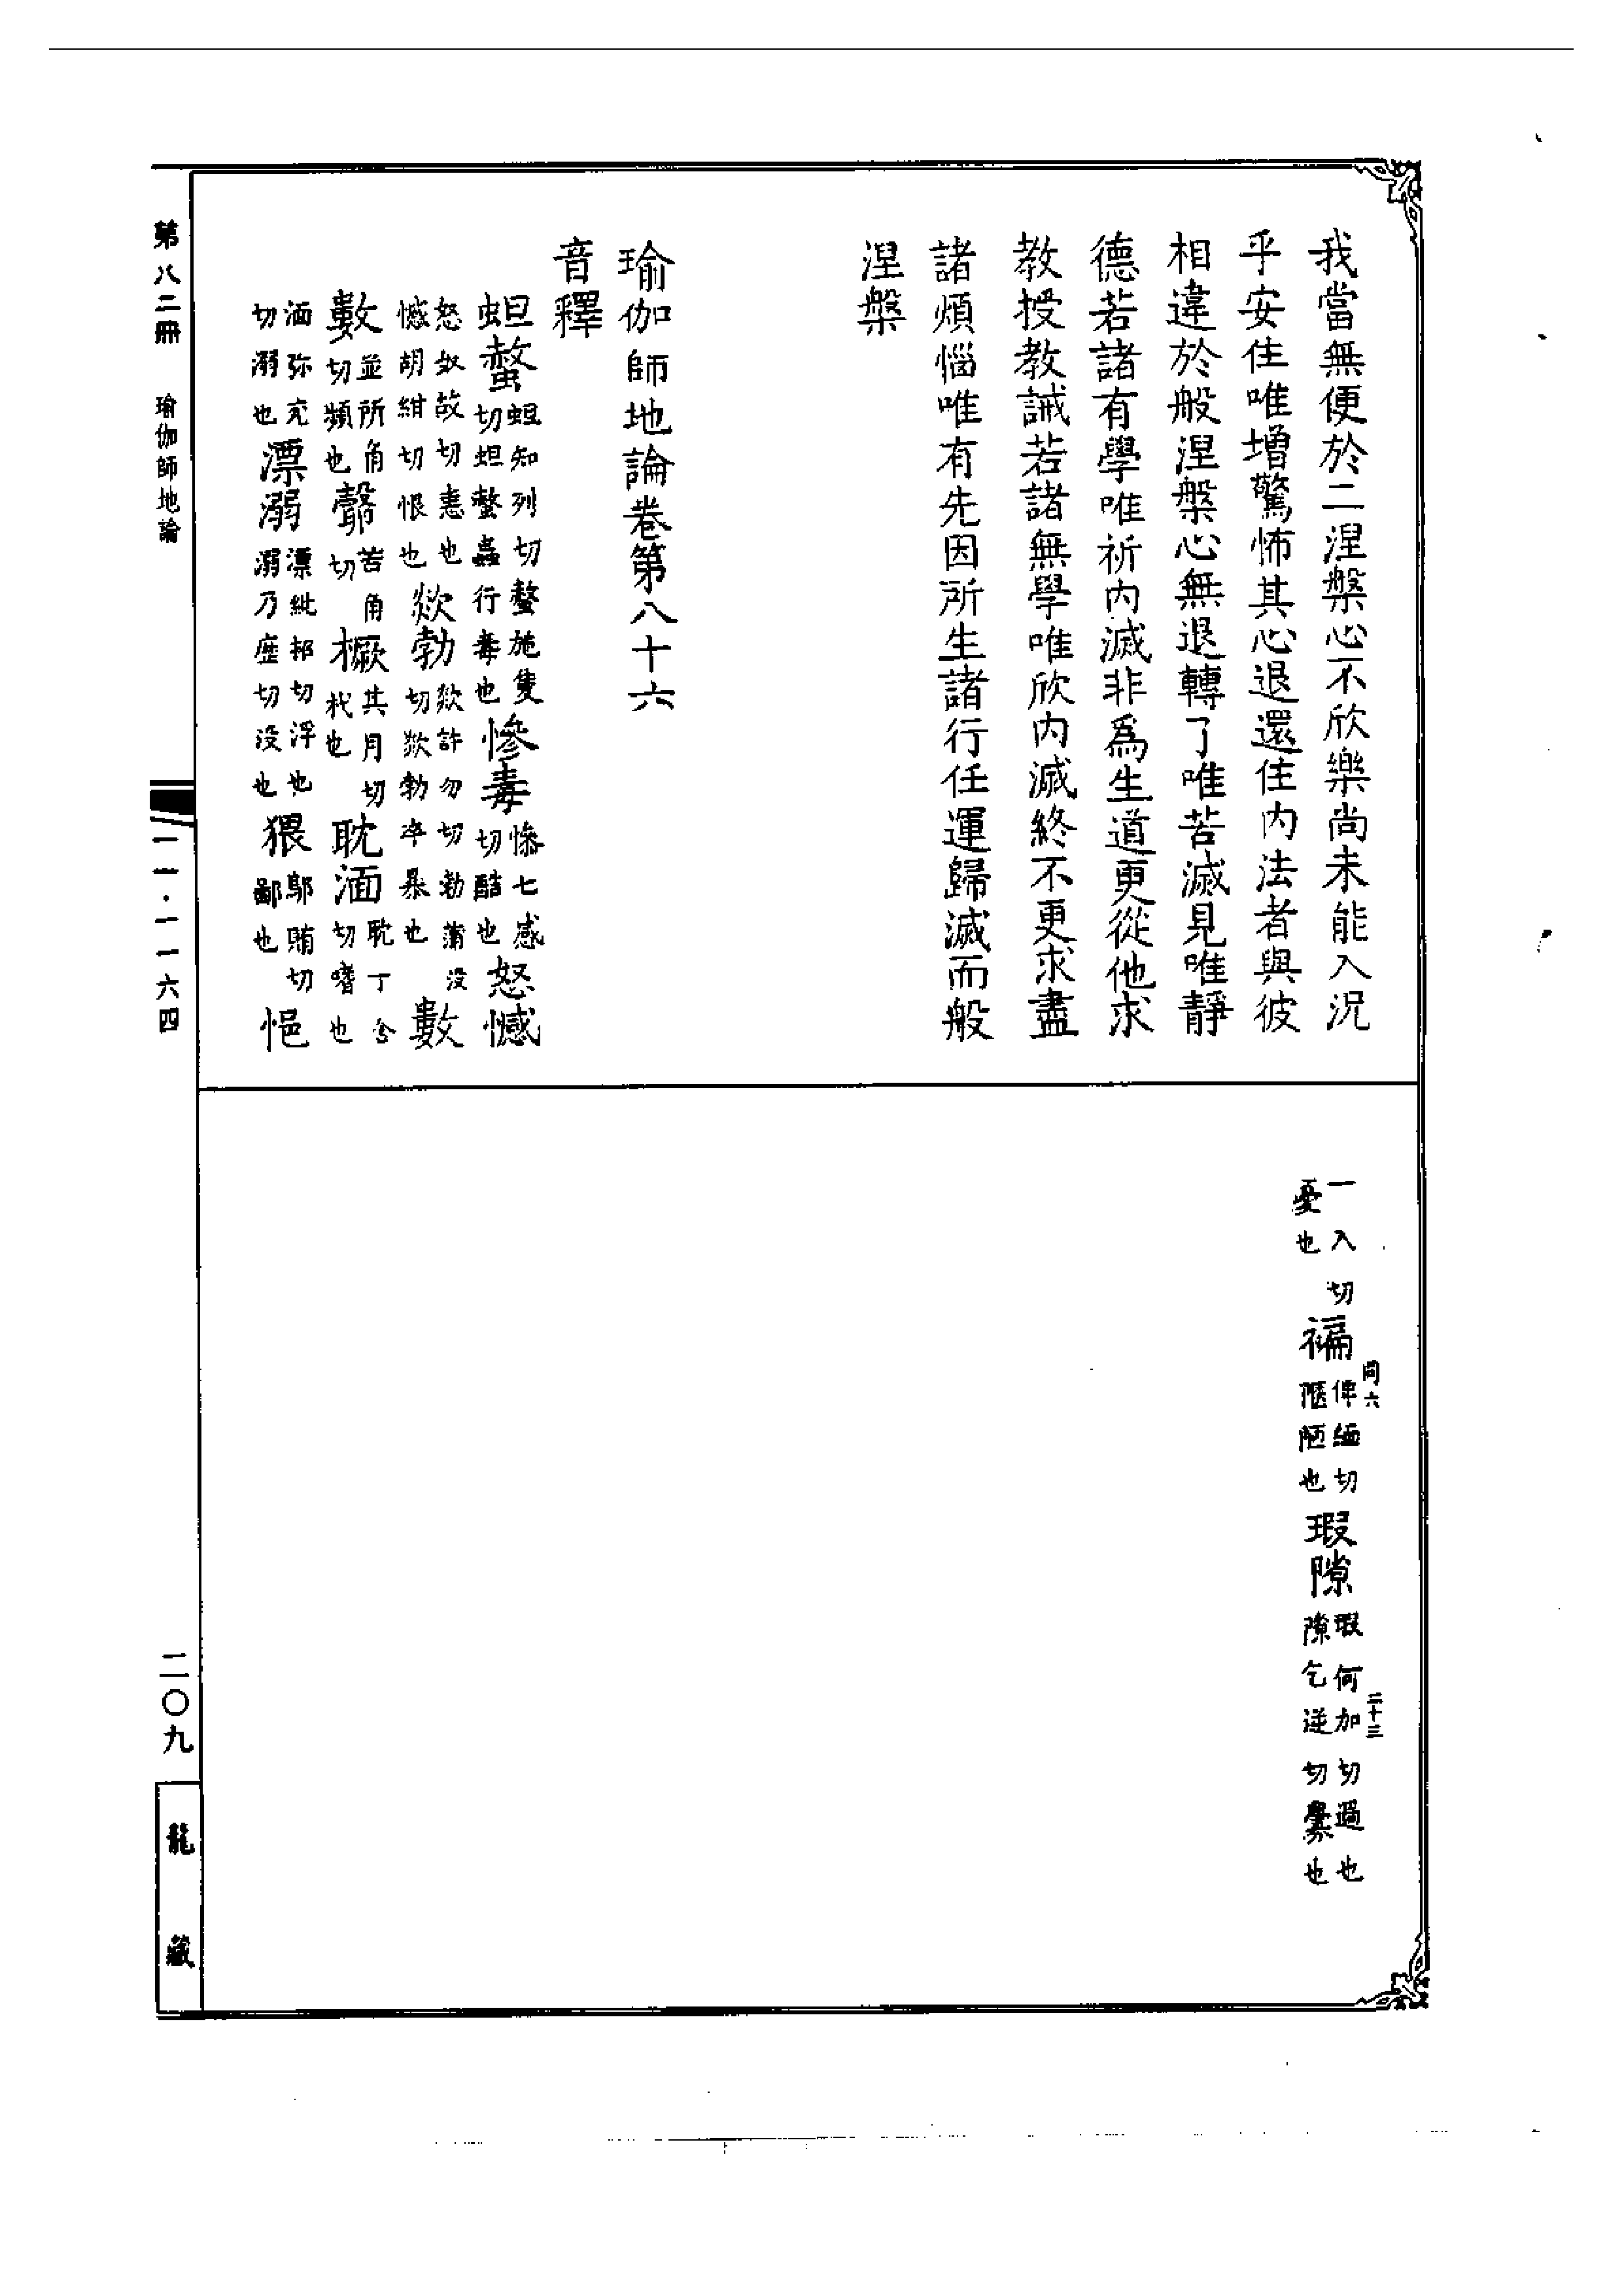 我當無便於二涅槃心不欣樂尚未能入況
乎安住唯增驚怖其心退還住內法者與彼
相違於般涅槃心無退轉了唯苦滅見唯靜
德若諸有學唯祈內滅非爲生道更從他求
教授教誡若諸無學唯欣內滅終不更求盡
諸煩惱唯有先因所生諸行任運歸滅而般
涅槃
瑜伽師地論卷第八十六
音釋
蛆螫 蛆知列切螫施隻切蛆螫蟲行毒也 慘毒 慘七感切酷也 怒憾
怒奴故切恚也憾胡紺切恨也 欻勃 欻許勿切勃蒲没切欻勃卒暴也 數
數 並所角切頻也 㱿 苦角切 橛 其月切杙也 耽湎 耽丁含切嗜也
湎弥兖切溺也 漂溺 漂紕招切浮也溺乃歷切没也 猥 鄔賄切鄙也 悒
一入切憂也 褊 俾緬切陿陋也 瑕隙 瑕何加切過也隙乞逆切釁也
同六
二十三
第八二冊 瑜伽師地論
一一·一一六四
二〇九
龍藏